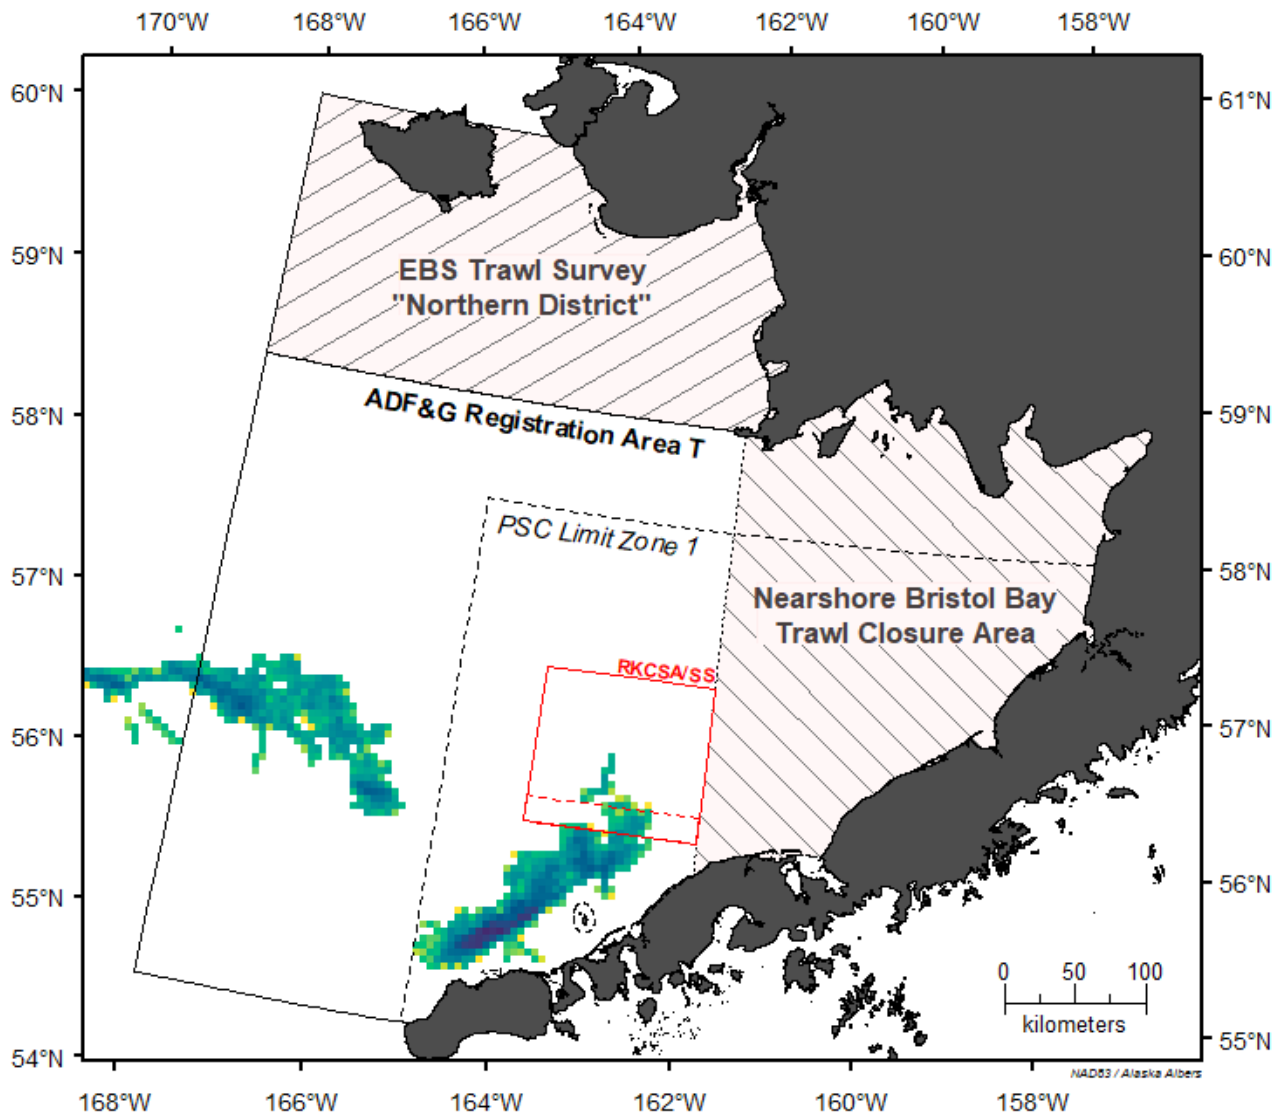 170°W 168°W 166°W 164°W 162°W 160°W 158°W
60°N 61°N
59°N 60°N
EBS Trawl Survey
"Northern District"
58°N 59°N
ADF&G Registration Area T
PSC Limit Zone 1
57°N 58°N
Nearshore Bristol Bay
Trawl Closure Area
RKCSA/SS
56°N 57°N
55°N 56°N
0 50 100
kilometers
54°N 55°N
NAD83 / Alaska Albers
168°W 166°W 164°W 162°W 160°W 158°W